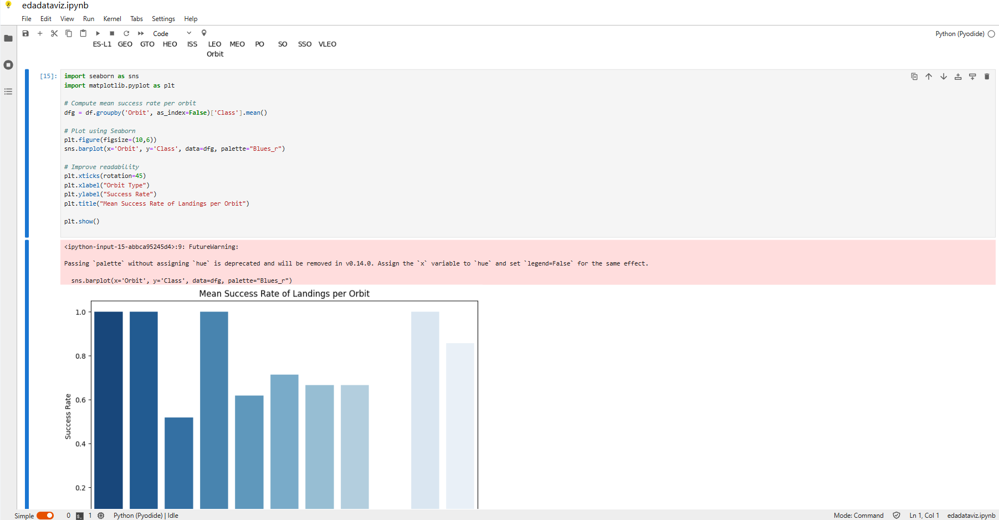 edadataviz.ipynb
File Edit View Run Kernel Tabs Settings Help
Code
Python (Pyodide)
ES-L1 GEO GTO HEO ISS LEO MEO PO SO SSO VLEO
Orbit
[15]:
import seaborn as sns
import matplotlib.pyplot as plt
# Compute mean success rate per orbit
dfg = df.groupby('Orbit', as_index=False)['Class'].mean()
# Plot using Seaborn
plt.figure(figsize=(10,6))
sns.barplot(x='Orbit', y='Class', data=dfg, palette="Blues_r")
# Improve readability
plt.xticks(rotation=45)
plt.xlabel("Orbit Type")
plt.ylabel("Success Rate")
plt.title("Mean Success Rate of Landings per Orbit")
plt.show()
<ipython-input-15-abbca95245d4>:9: FutureWarning:
Passing `palette` without assigning `hue` is deprecated and will be removed in v0.14.0. Assign the `x` variable to `hue` and set `legend=False` for the same effect.
sns.barplot(x='Orbit', y='Class', data=dfg, palette="Blues_r")
Mean Success Rate of Landings per Orbit
1.0
0.8
0.6
0.4
0.2
Success Rate
Simple 0 $_ 1 Python (Pyodide) | Idle
Mode: Command Ln 1, Col 1 edadataviz.ipynb